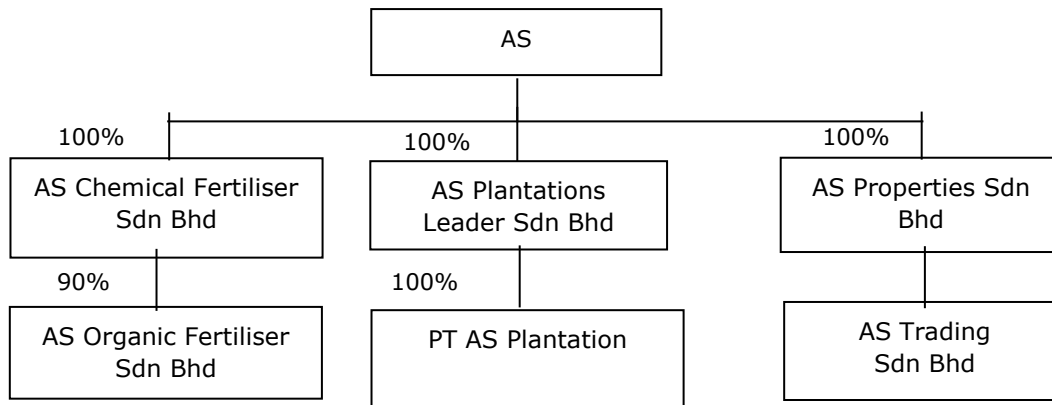 AS
100%
100%
100%
AS Chemical Fertiliser
Sdn Bhd
AS Plantations
Leader Sdn Bhd
AS Properties Sdn
Bhd
90%
100%
AS Organic Fertiliser
Sdn Bhd
PT AS Plantation
AS Trading
Sdn Bhd